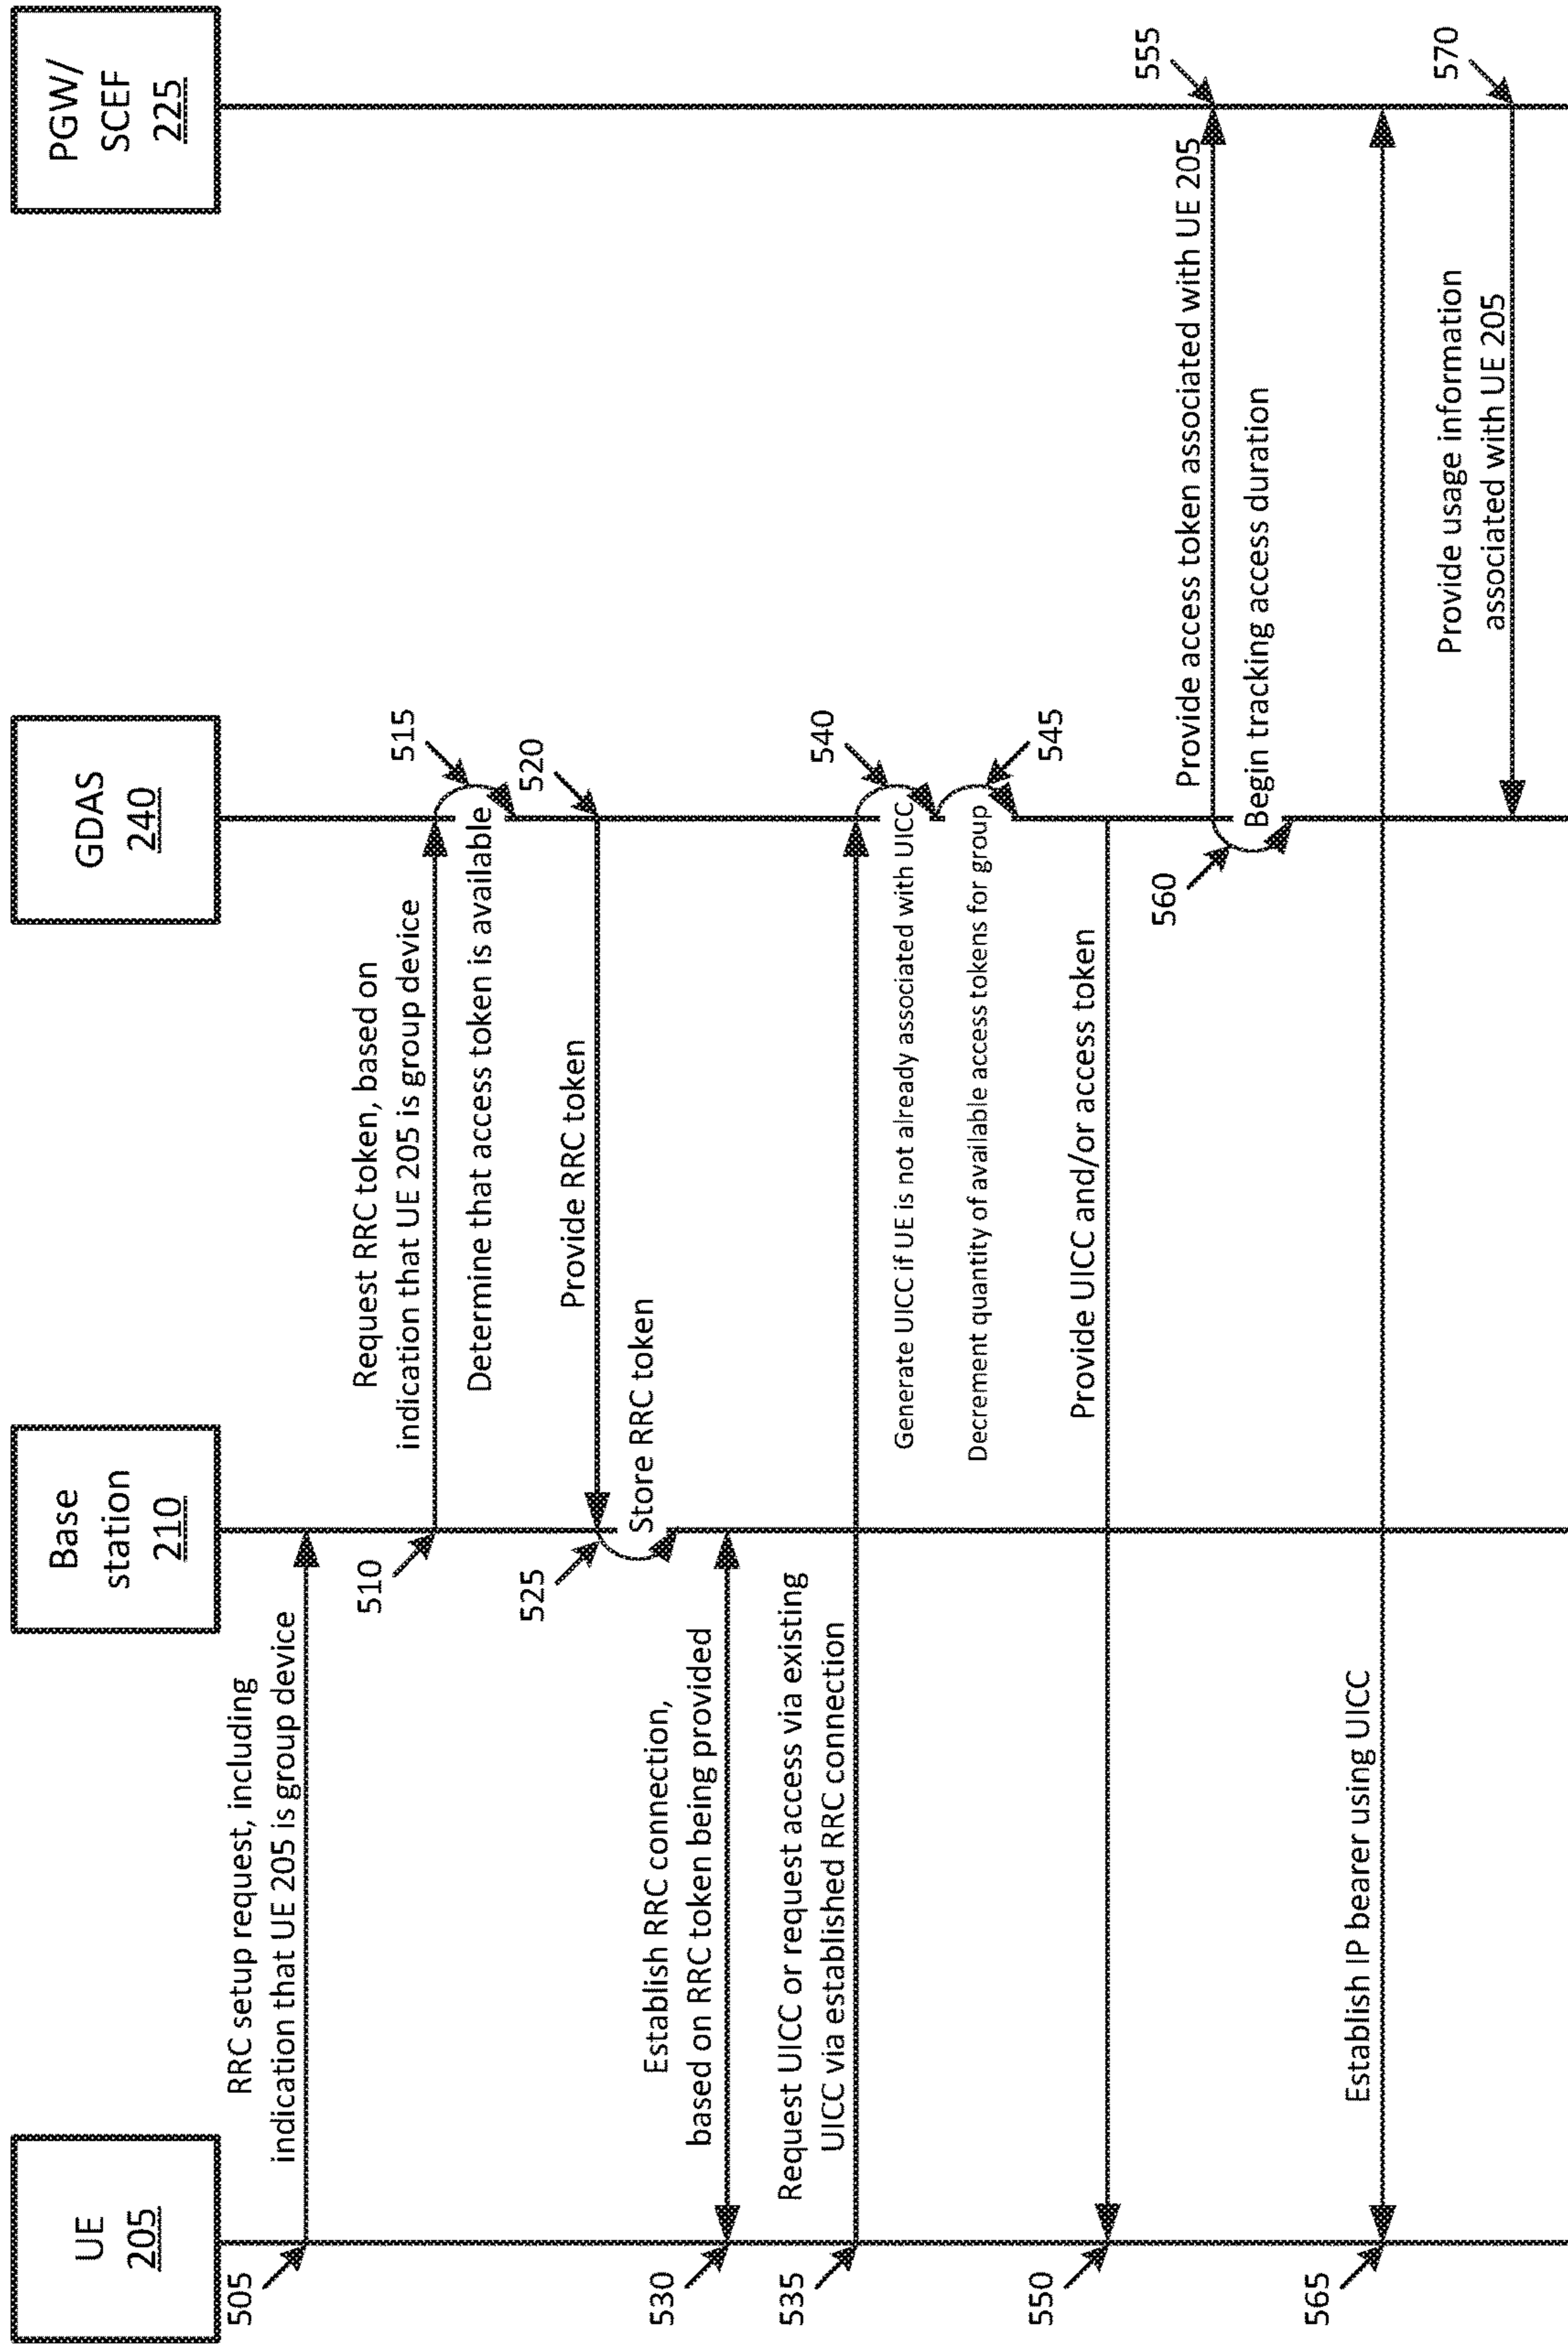 UE
205
Base
station
210
GDAS
240
PGW/
SCEF
225
505
RRC setup request, including
indication that UE 205 is group device
510
Request RRC token, based on
indication that UE 205 is group device
515
Determine that access token is available
520
Provide RRC token
525
Store RRC token
530
Establish RRC connection,
based on RRC token being provided
535
Request UICC or request access via existing
UICC via established RRC connection
540
Generate UICC if UE is not already associated with UICC
545
Decrement quantity of available access tokens for group
550
Provide UICC and/or access token
555
Provide access token associated with UE 205
560
Begin tracking access duration
565
Establish IP bearer using UICC
570
Provide usage information
associated with UE 205